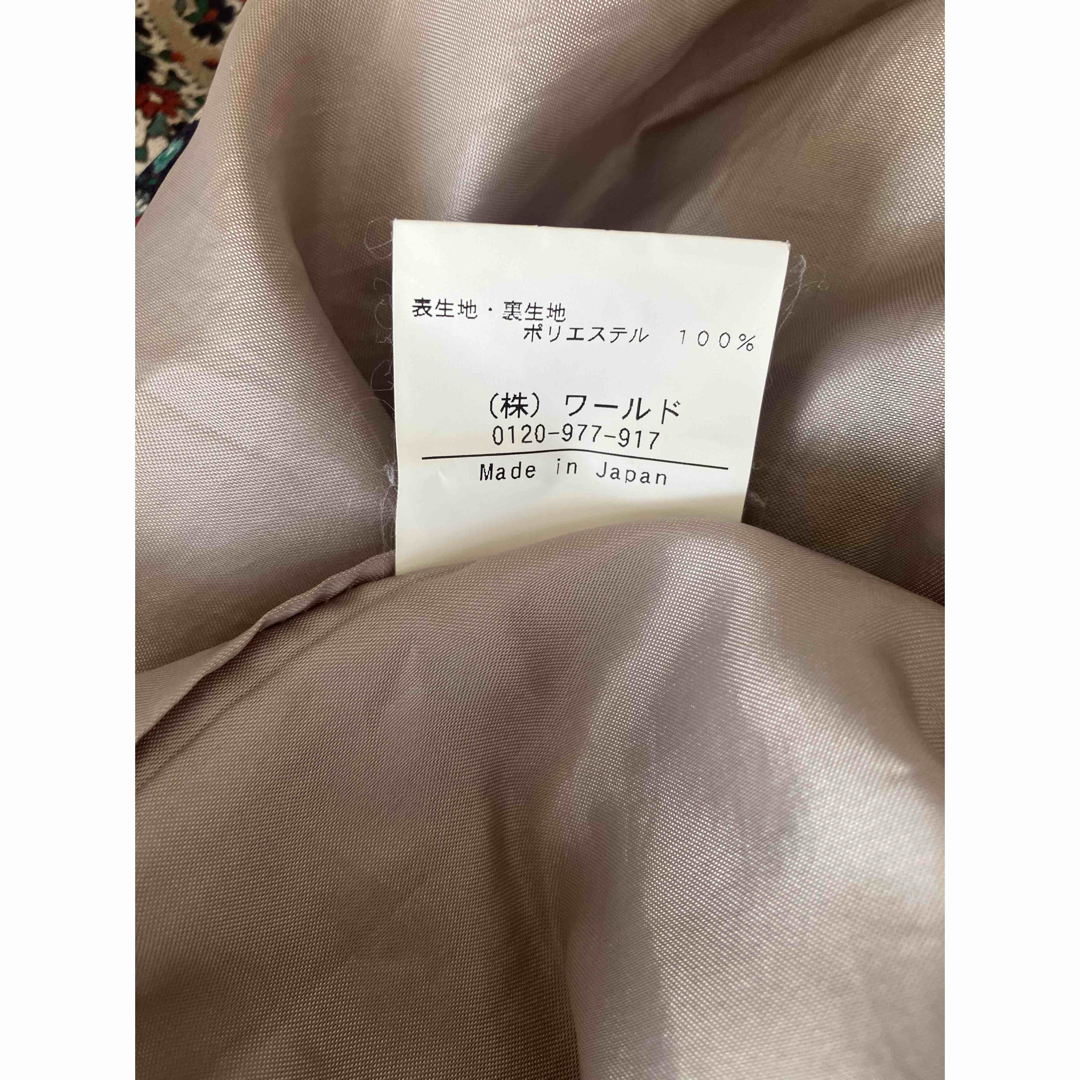 表生地・裏生地
ポリエステル　１００％
（株）ワールド
0120-977-917
Made in Japan